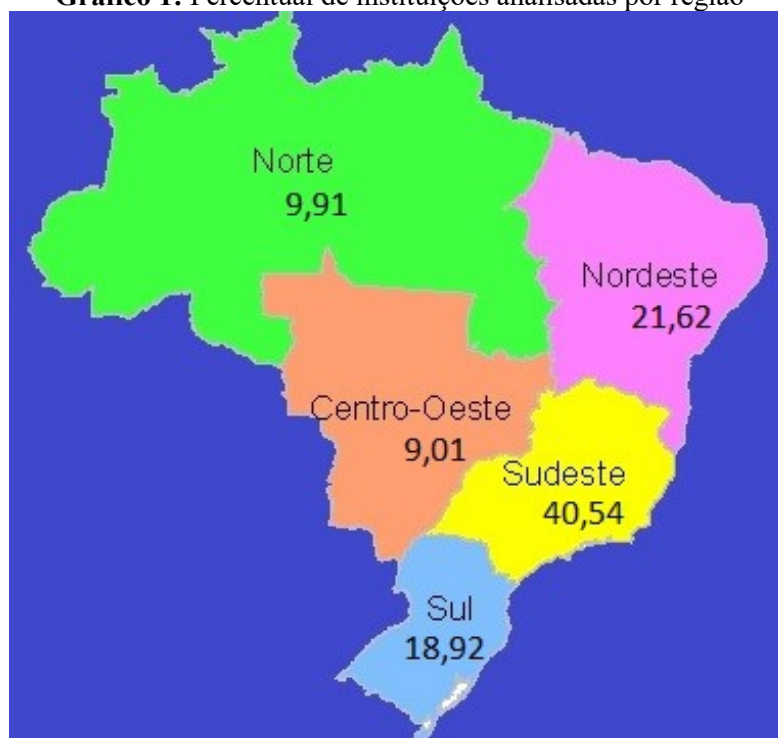 Gráfico 1: Percentual de instituições analisadas por região
Norte
9,91
Nordeste
21,62
Centro-Oeste
9,01
Sudeste
40,54
Sul
18,92